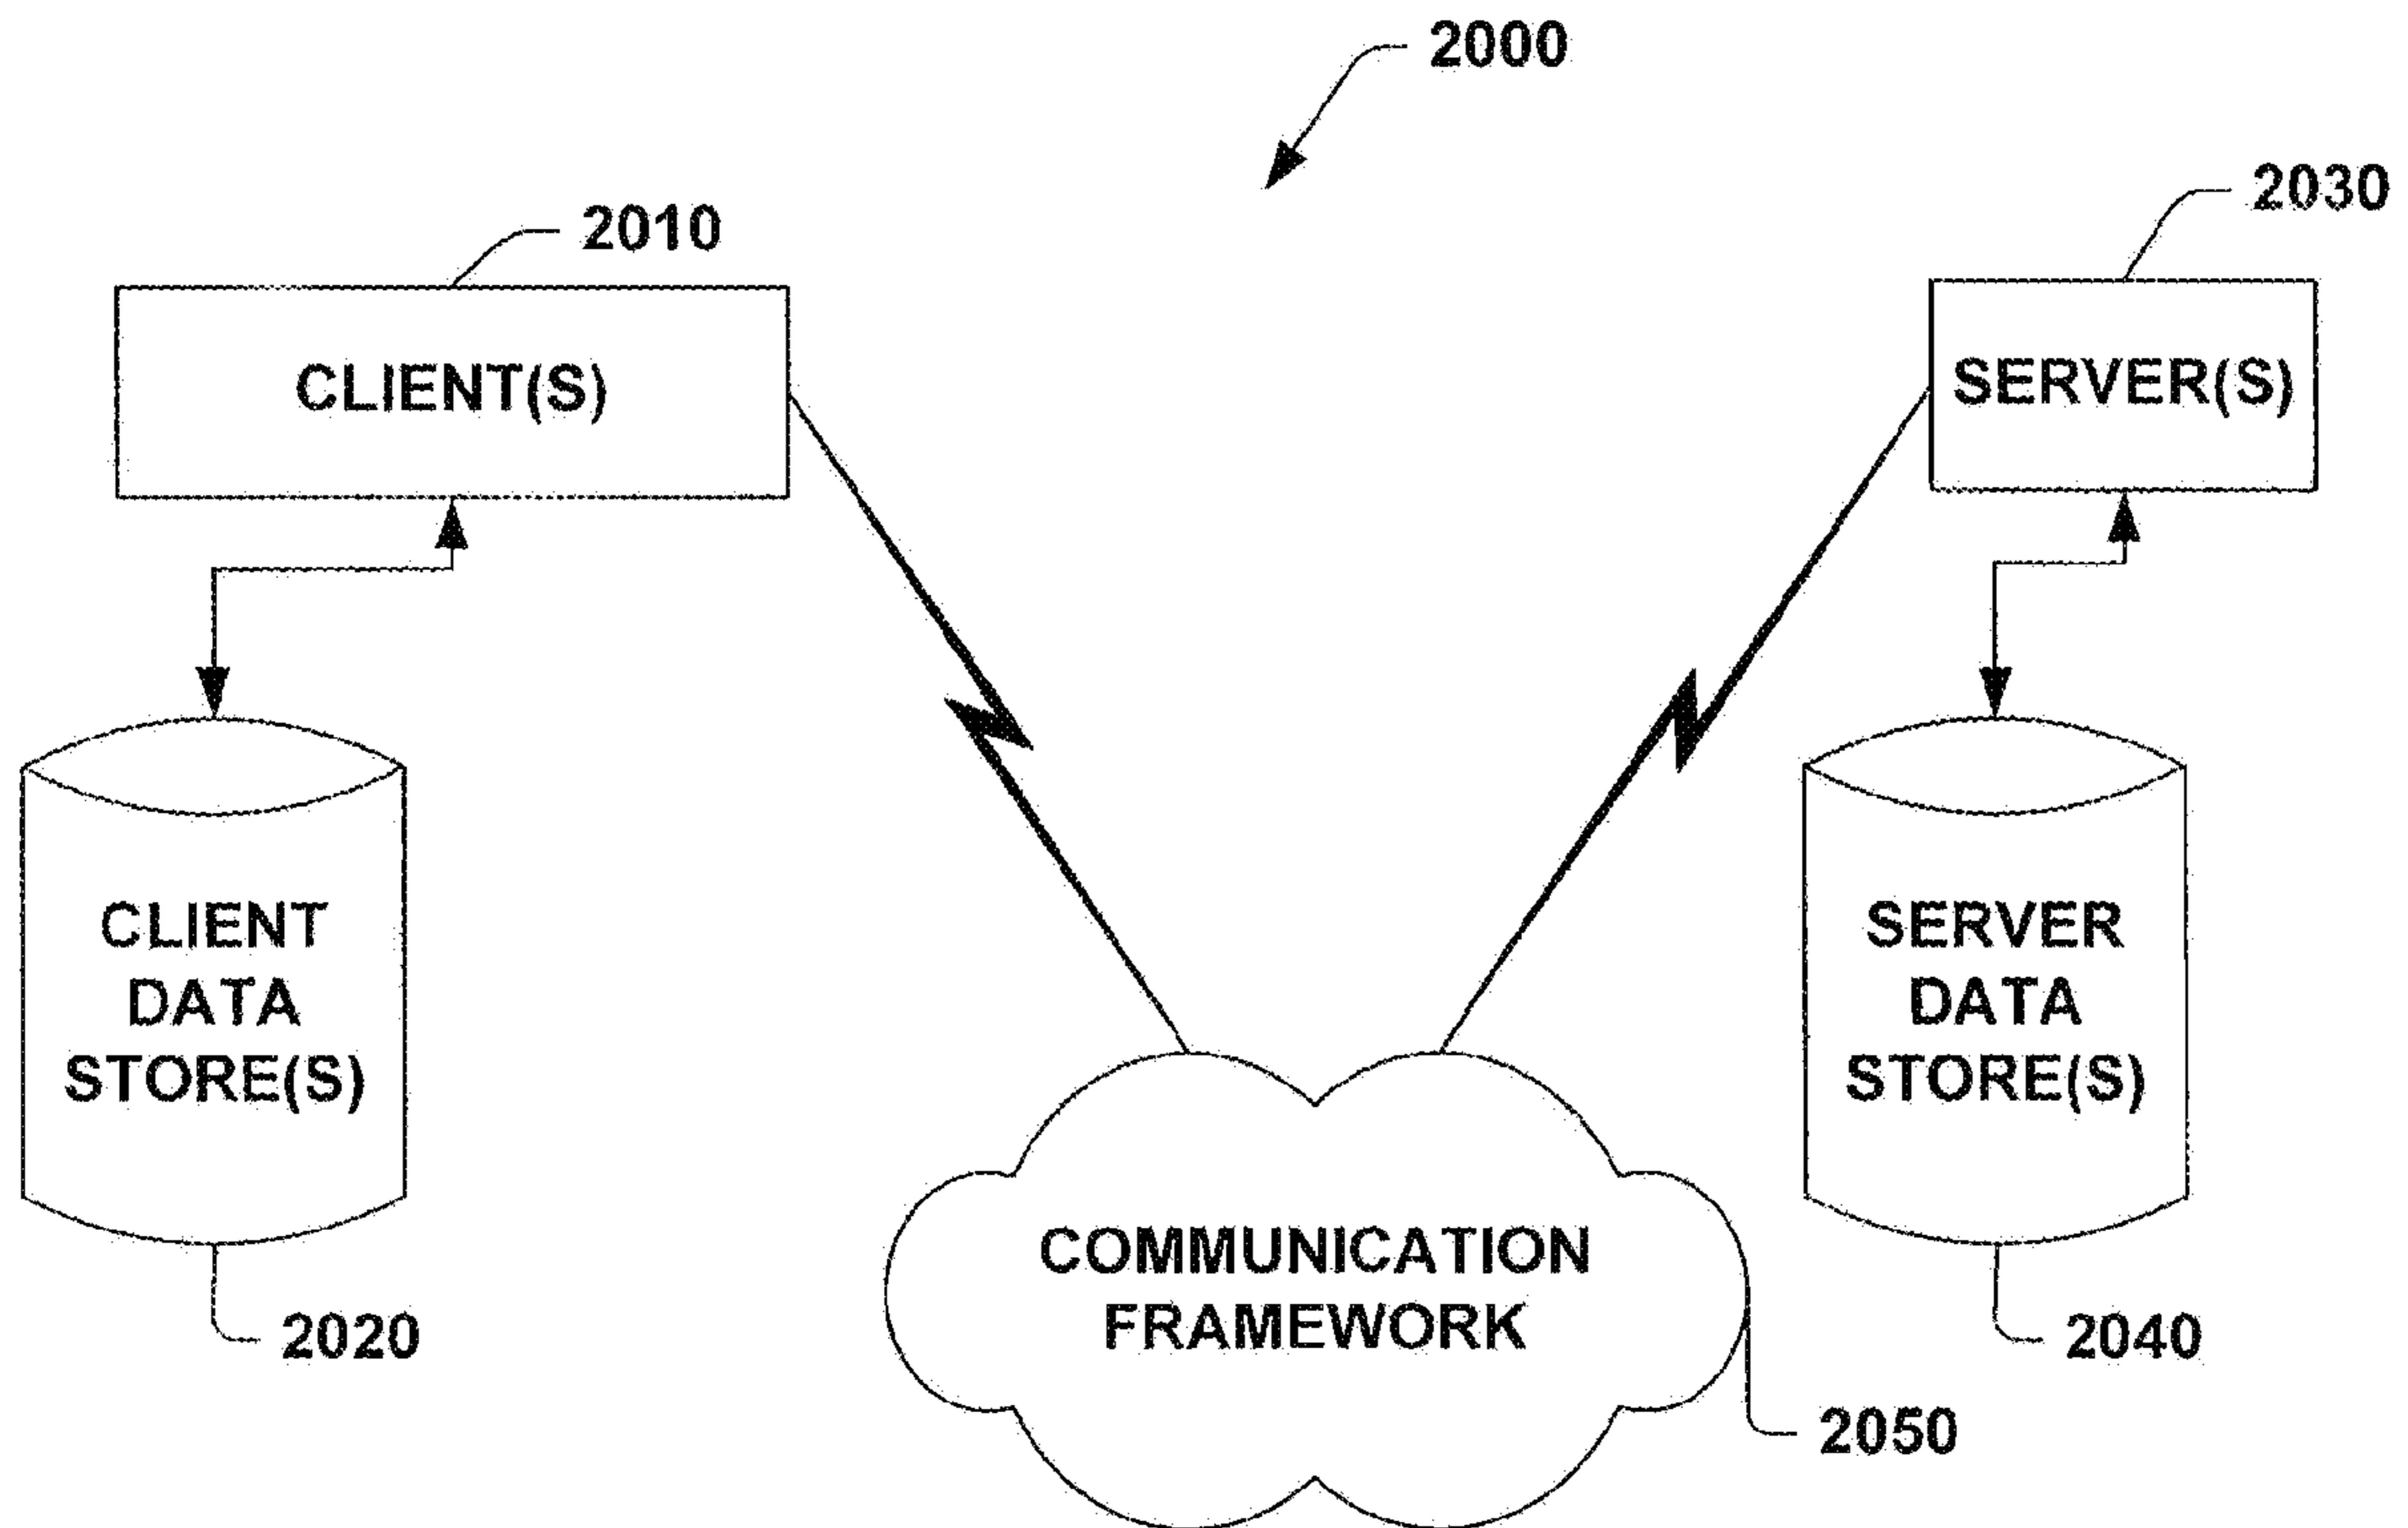 2000
2010
2030
CLIENT(S)
SERVER(S)
CLIENT
DATA
STORE(S)
SERVER
DATA
STORE(S)
COMMUNICATION
FRAMEWORK
2020
2040
2050